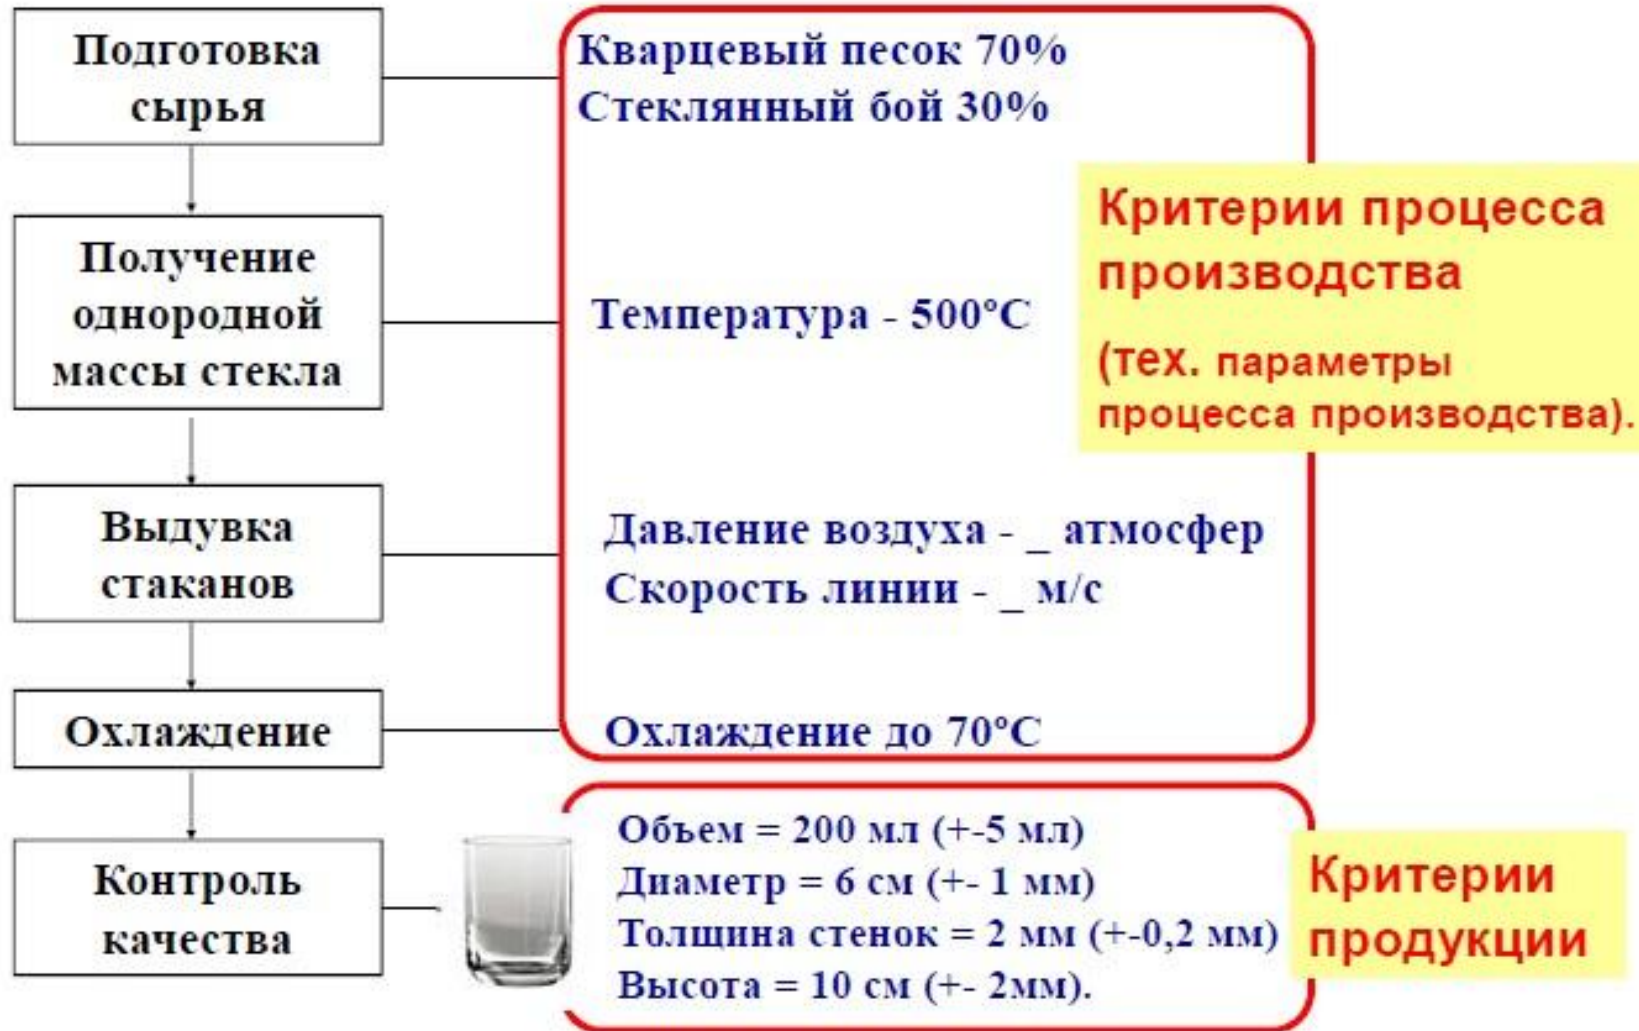 Подготовка
сырья
Кварцевый песок 70%
Стеклянный бой 30%
Получение
однородной
массы стекла
Температура - 500°С
Критерии процесса
производства
(тех. параметры
процесса производства).
Выдувка
стаканов
Давление воздуха - _ атмосфер
Скорость линии - _ м/с
Охлаждение
Охлаждение до 70°С
Контроль
качества
Объем = 200 мл (+-5 мл)
Диаметр = 6 см (+- 1 мм)
Толщина стенок = 2 мм (+-0,2 мм)
Высота = 10 см (+- 2мм).
Критерии
продукции